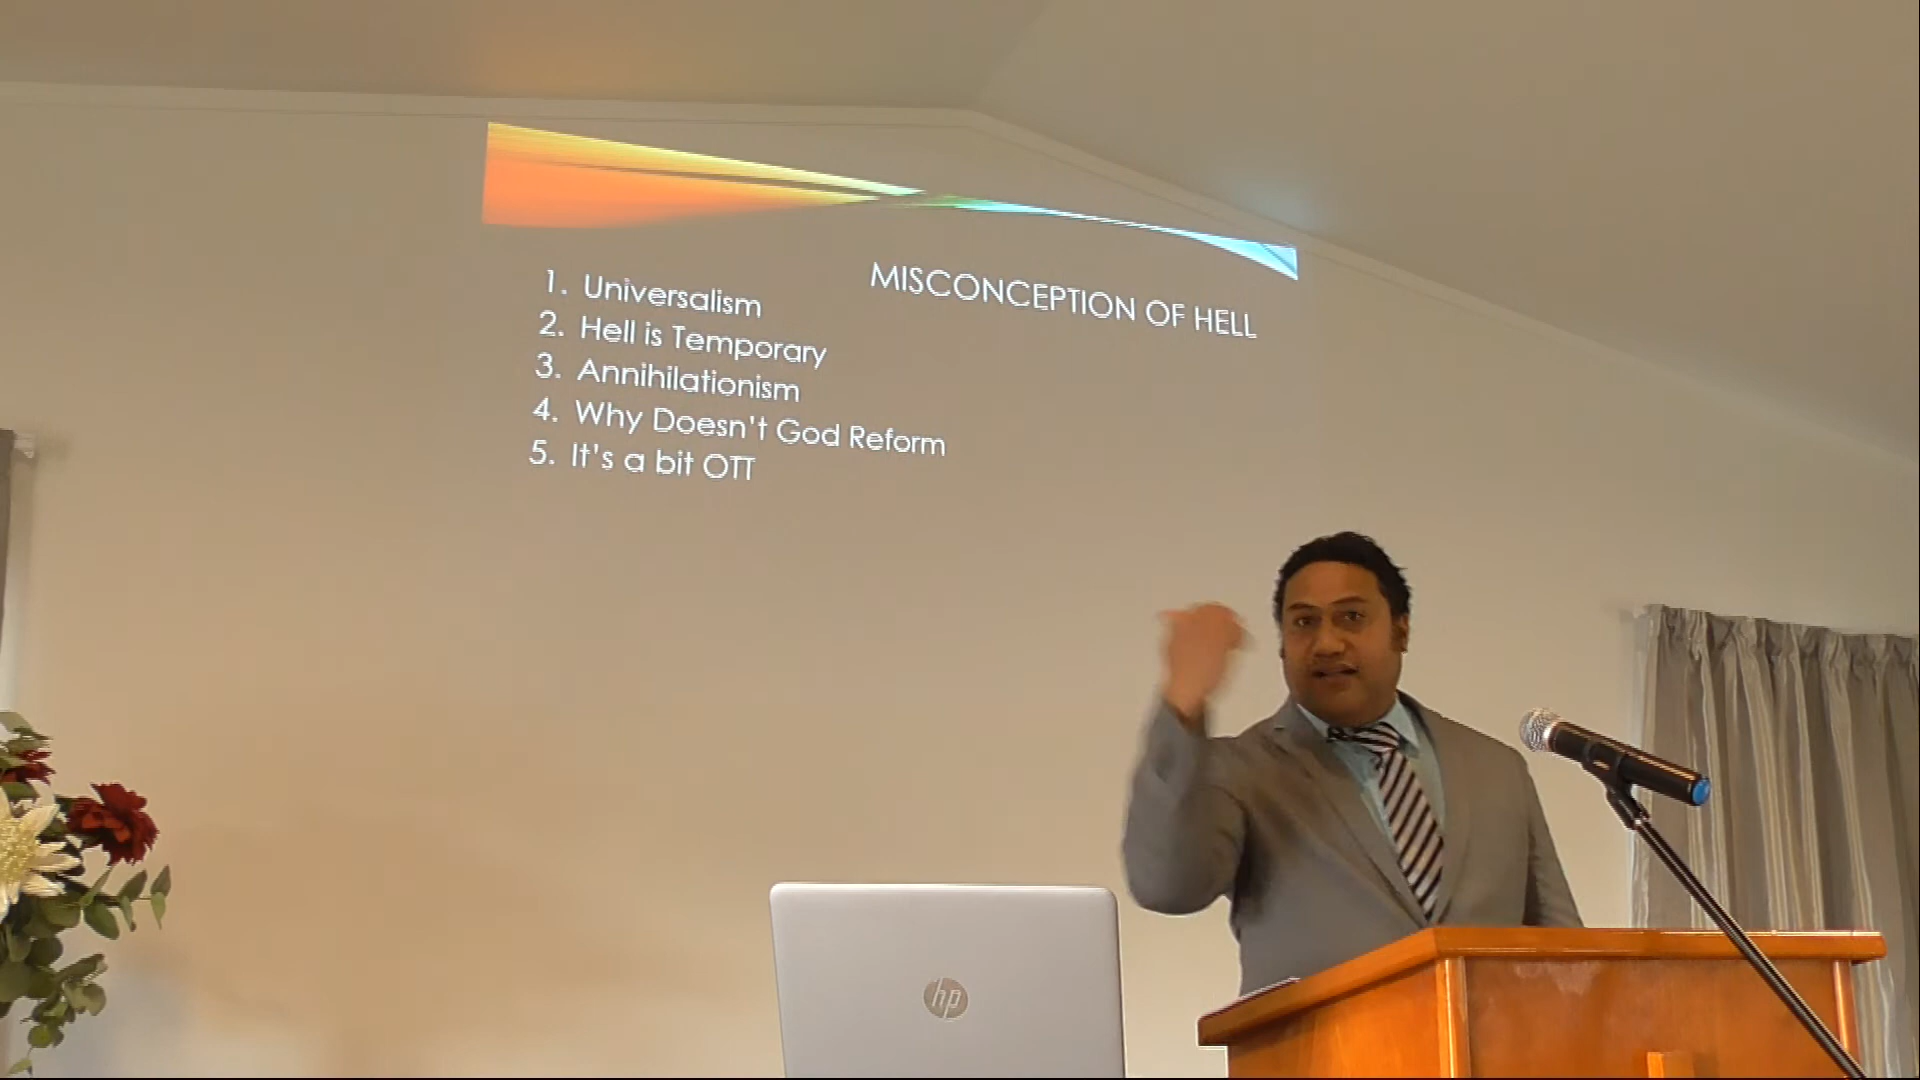 MISCONCEPTION OF HELL
1. Universalism
2. Hell is Temporary
3. Annihilationism
4. Why Doesn't God Reform
5. It's a bit OTT
hp